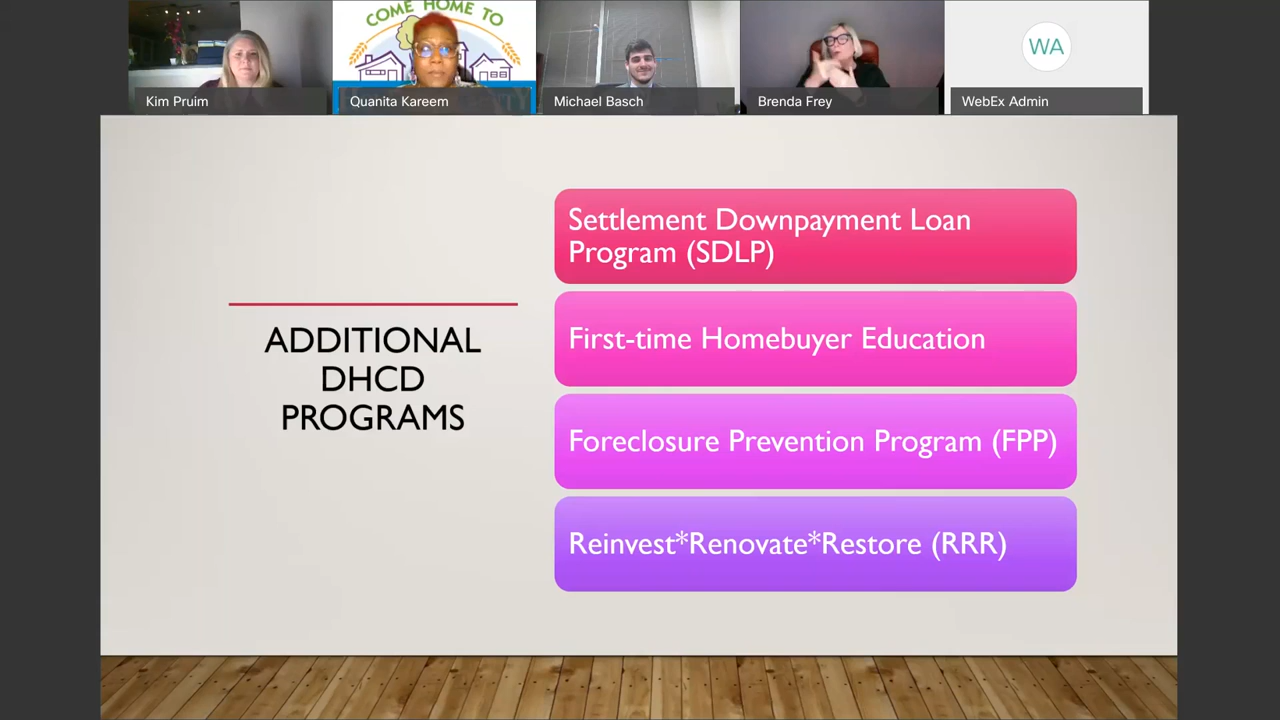 COME HOME TO
Kim Pruim
Quanita Kareem
Michael Basch
Brenda Frey
WA
WebEx Admin
ADDITIONAL
DHCD
PROGRAMS
Settlement Downpayment Loan
Program (SDLP)
First-time Homebuyer Education
Foreclosure Prevention Program (FPP)
Reinvest*Renovate*Restore (RRR)